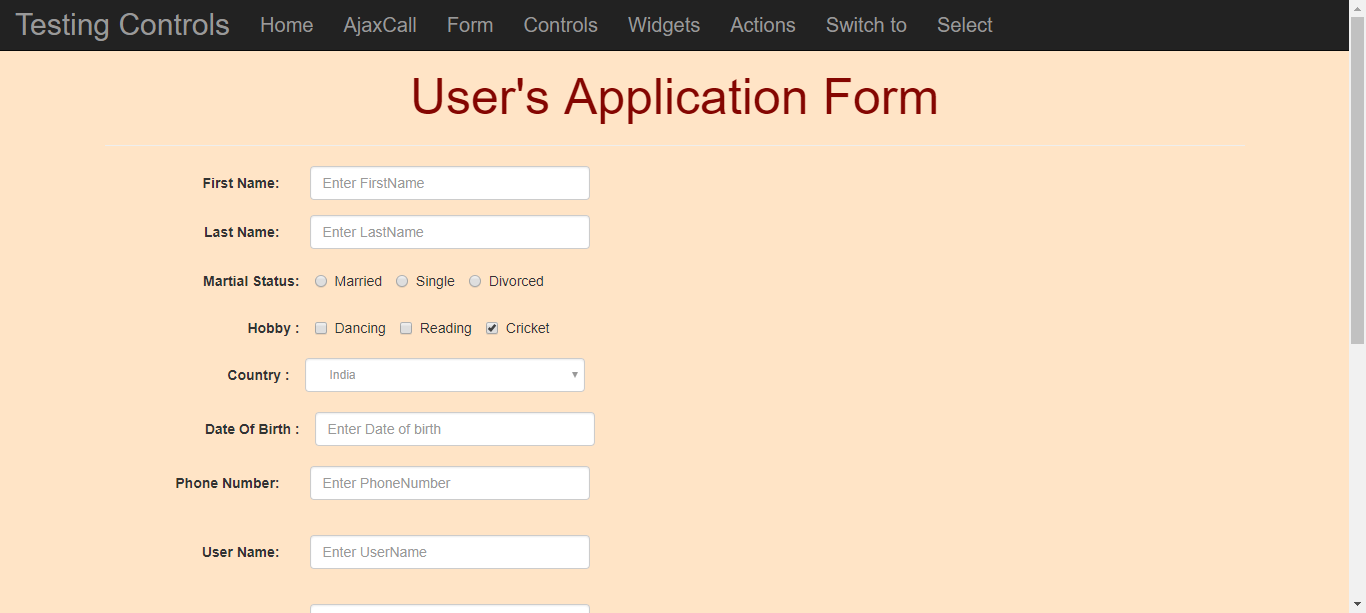 Testing Controls Home AjaxCall Form Controls Widgets Actions Switch to Select
User's Application Form
First Name: Enter FirstName
Last Name: Enter LastName
Martial Status: Married Single Divorced
Hobby : Dancing Reading Cricket
Country : India
Date Of Birth : Enter Date of birth
Phone Number: Enter PhoneNumber
User Name: Enter UserName